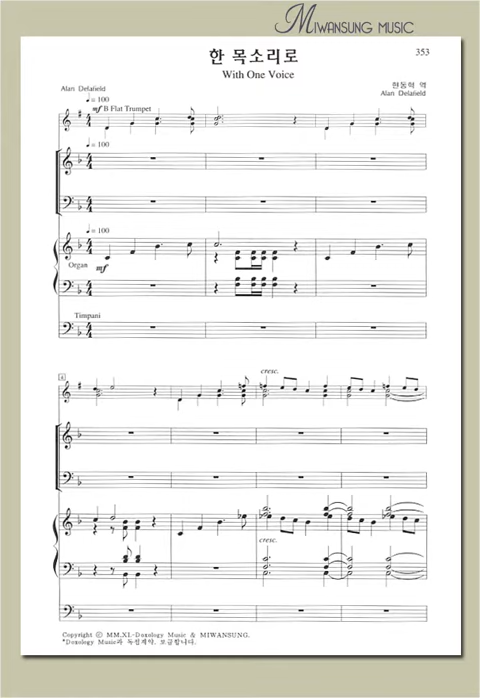 MIWANSUNG MUSIC
한 목소리로
353
With One Voice
Alan Delafield
한동혁 역
Alan Delafield
♩ = 100
mf B Flat Trumpet
♩ = 100
♩ = 100
Organ
mf
Timpani
4
cresc.
cresc.
Copyright ⓒ MM.XL-Doxology Music & MIWANSUNG.
*Doxology Music과 독점계약, 보급합니다.